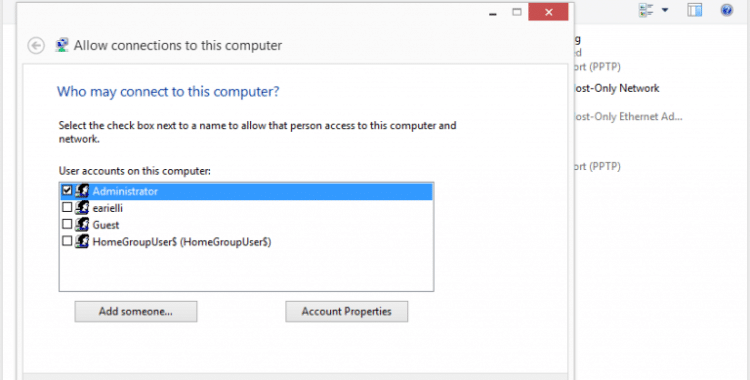 Allow connections to this computer
Who may connect to this computer?
Select the check box next to a name to allow that person access to this computer and
network.
User accounts on this computer:
Administrator
earielli
Guest
HomeGroupUser$ (HomeGroupUser$)
Add someone...
Account Properties
g
ed
ort (PPTP)
ost-Only Network
ost-Only Ethernet Ad...
ort (PPTP)